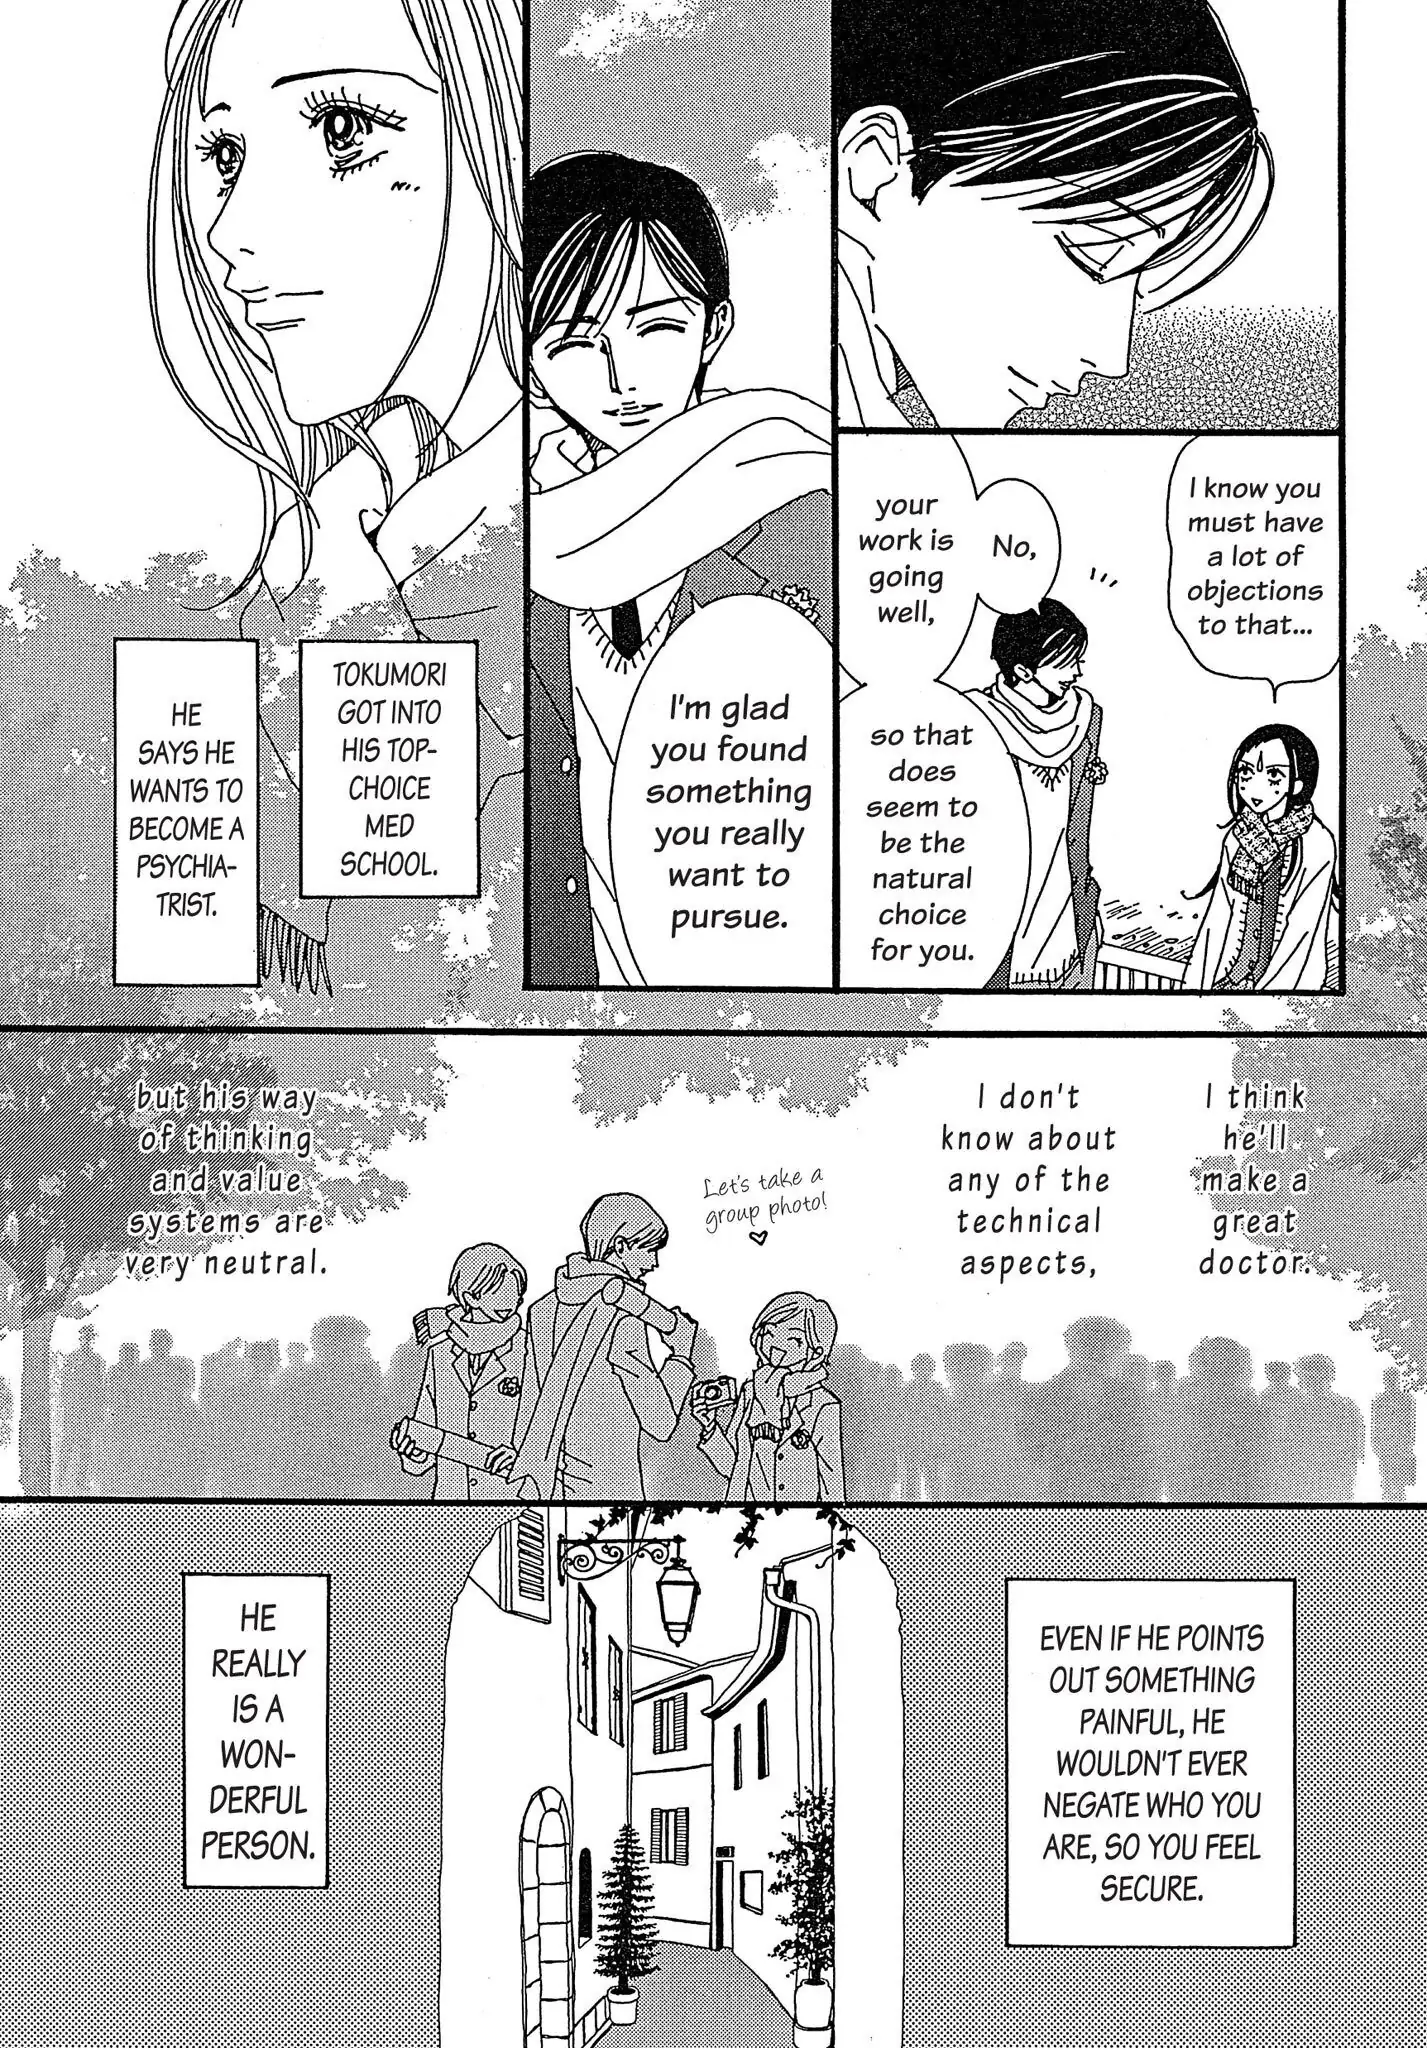 I know you
must have
a lot of
objections
to that...
No,
your
work is
going
well,
so that
does
seem to
be the
natural
choice
for you.
I'm glad
you found
something
you really
want to
pursue.
TOKUMORI
GOT INTO
HIS TOP-
CHOICE
MED
SCHOOL.
HE
SAYS HE
WANTS TO
BECOME A
PSYCHIA-
TRIST.
I think
he'll
make a
great
doctor.
I don't
know about
any of the
technical
aspects,
Let's take a
group photo!
but his way
of thinking
and value
systems are
very neutral.
EVEN IF HE POINTS
OUT SOMETHING
PAINFUL, HE
WOULDN'T EVER
NEGATE WHO YOU
ARE, SO YOU FEEL
SECURE.
HE
REALLY
IS A
WON-
DERFUL
PERSON.